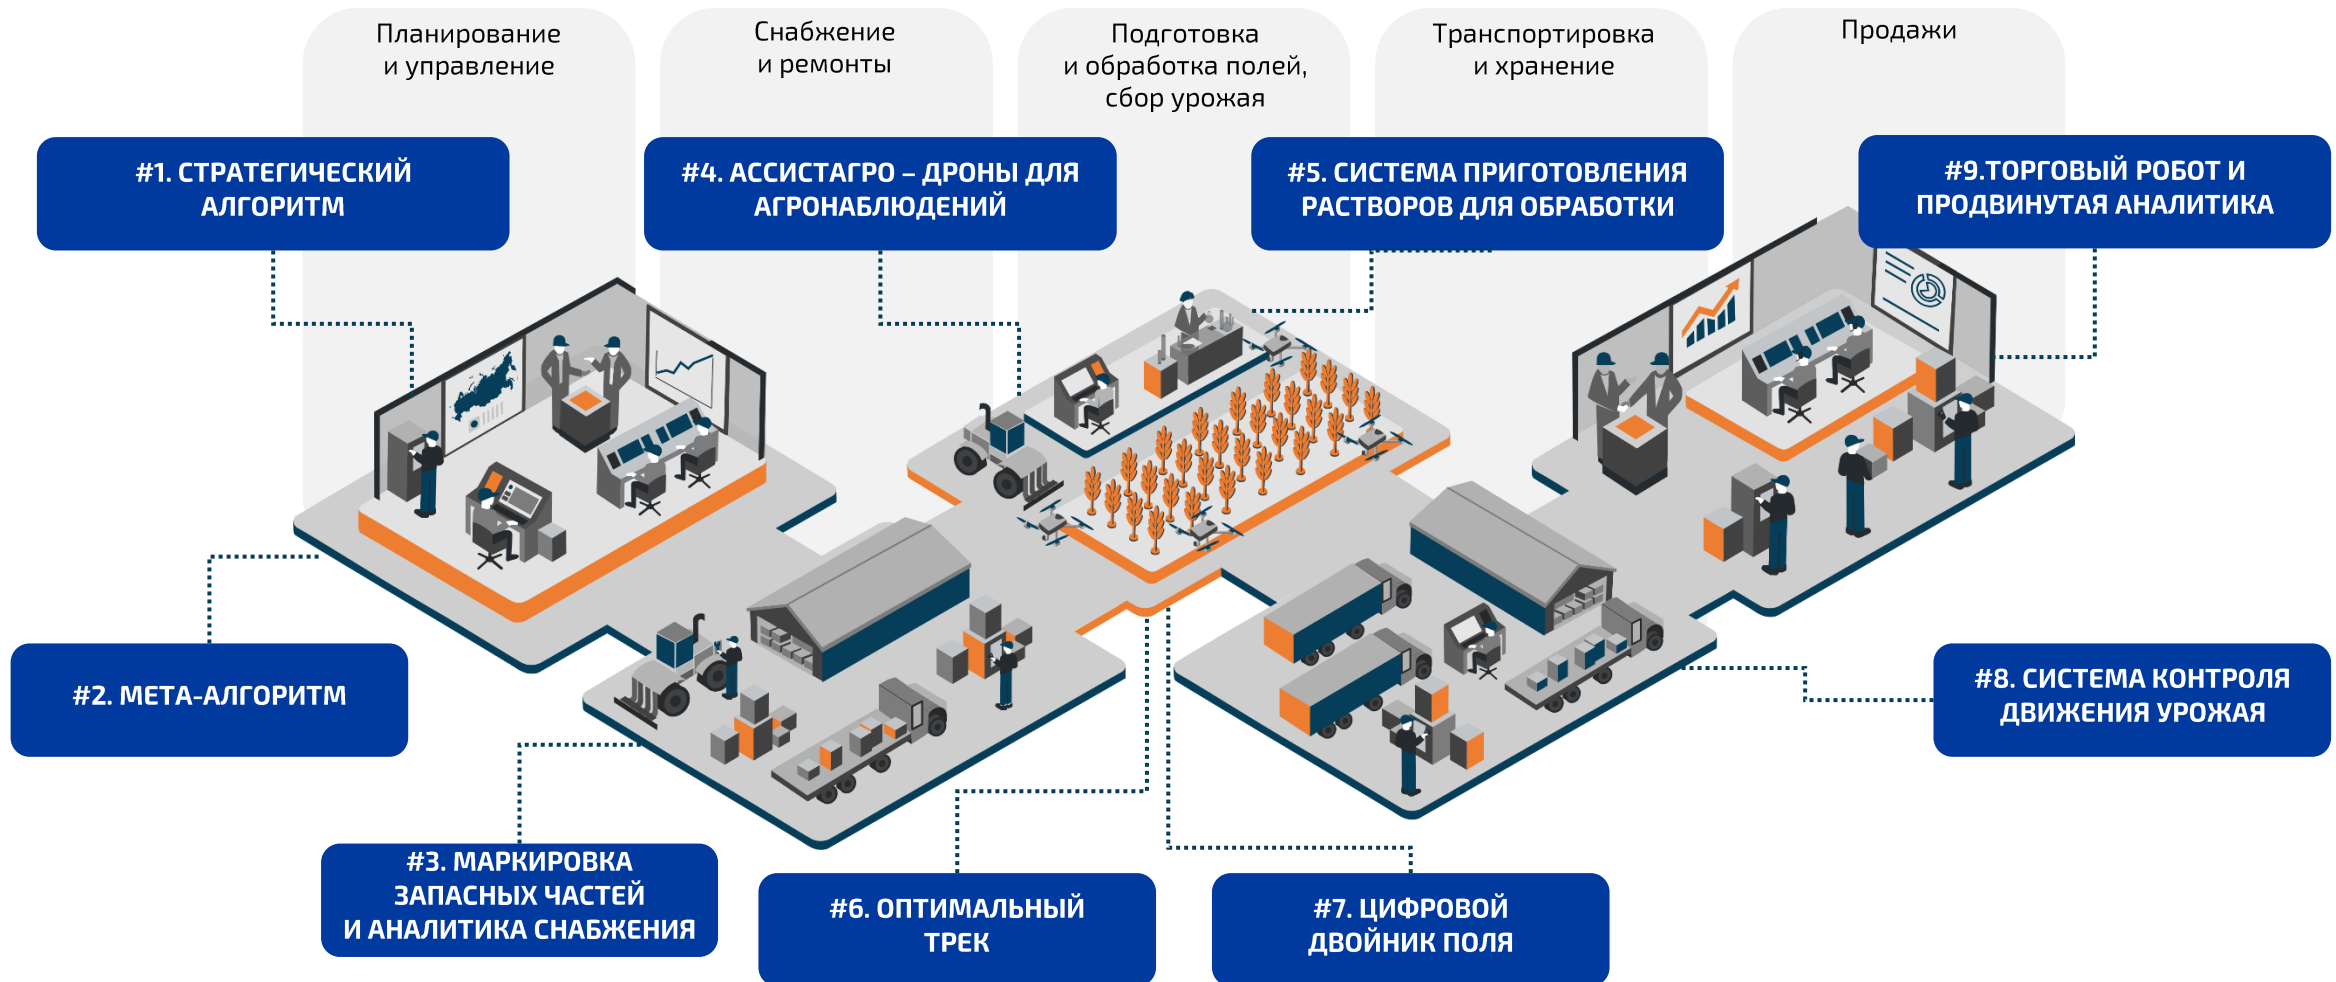 Планирование
и управление
Снабжение
и ремонты
Подготовка
и обработка полей,
сбор урожая
Транспортировка
и хранение
Продажи
#1. СТРАТЕГИЧЕСКИЙ
АЛГОРИТМ
#4. АССИСТАГРО – ДРОНЫ ДЛЯ
АГРОНАБЛЮДЕНИЙ
#5. СИСТЕМА ПРИГОТОВЛЕНИЯ
РАСТВОРОВ ДЛЯ ОБРАБОТКИ
#9.ТОРГОВЫЙ РОБОТ И
ПРОДВИНУТАЯ АНАЛИТИКА
#2. МЕТА-АЛГОРИТМ
#8. СИСТЕМА КОНТРОЛЯ
ДВИЖЕНИЯ УРОЖАЯ
#3. МАРКИРОВКА
ЗАПАСНЫХ ЧАСТЕЙ
И АНАЛИТИКА СНАБЖЕНИЯ
#6. ОПТИМАЛЬНЫЙ
ТРЕК
#7. ЦИФРОВОЙ
ДВОЙНИК ПОЛЯ